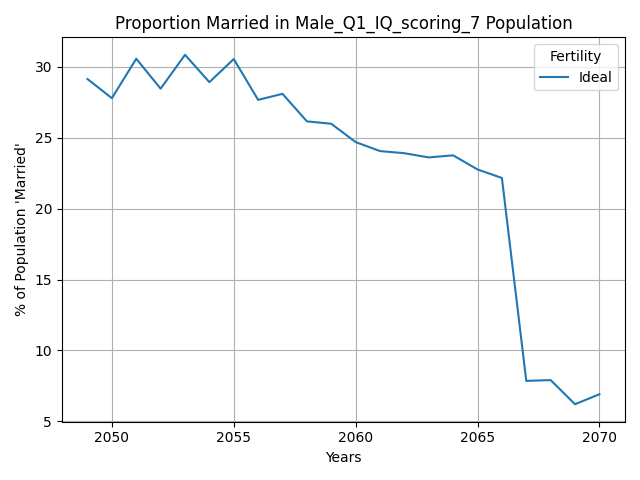 Proportion Married in Male_Q1_IQ_scoring_7 Population
Fertility
Ideal
% of Population 'Married'
30
25
20
15
10
5
2050 2055 2060 2065 2070
Years